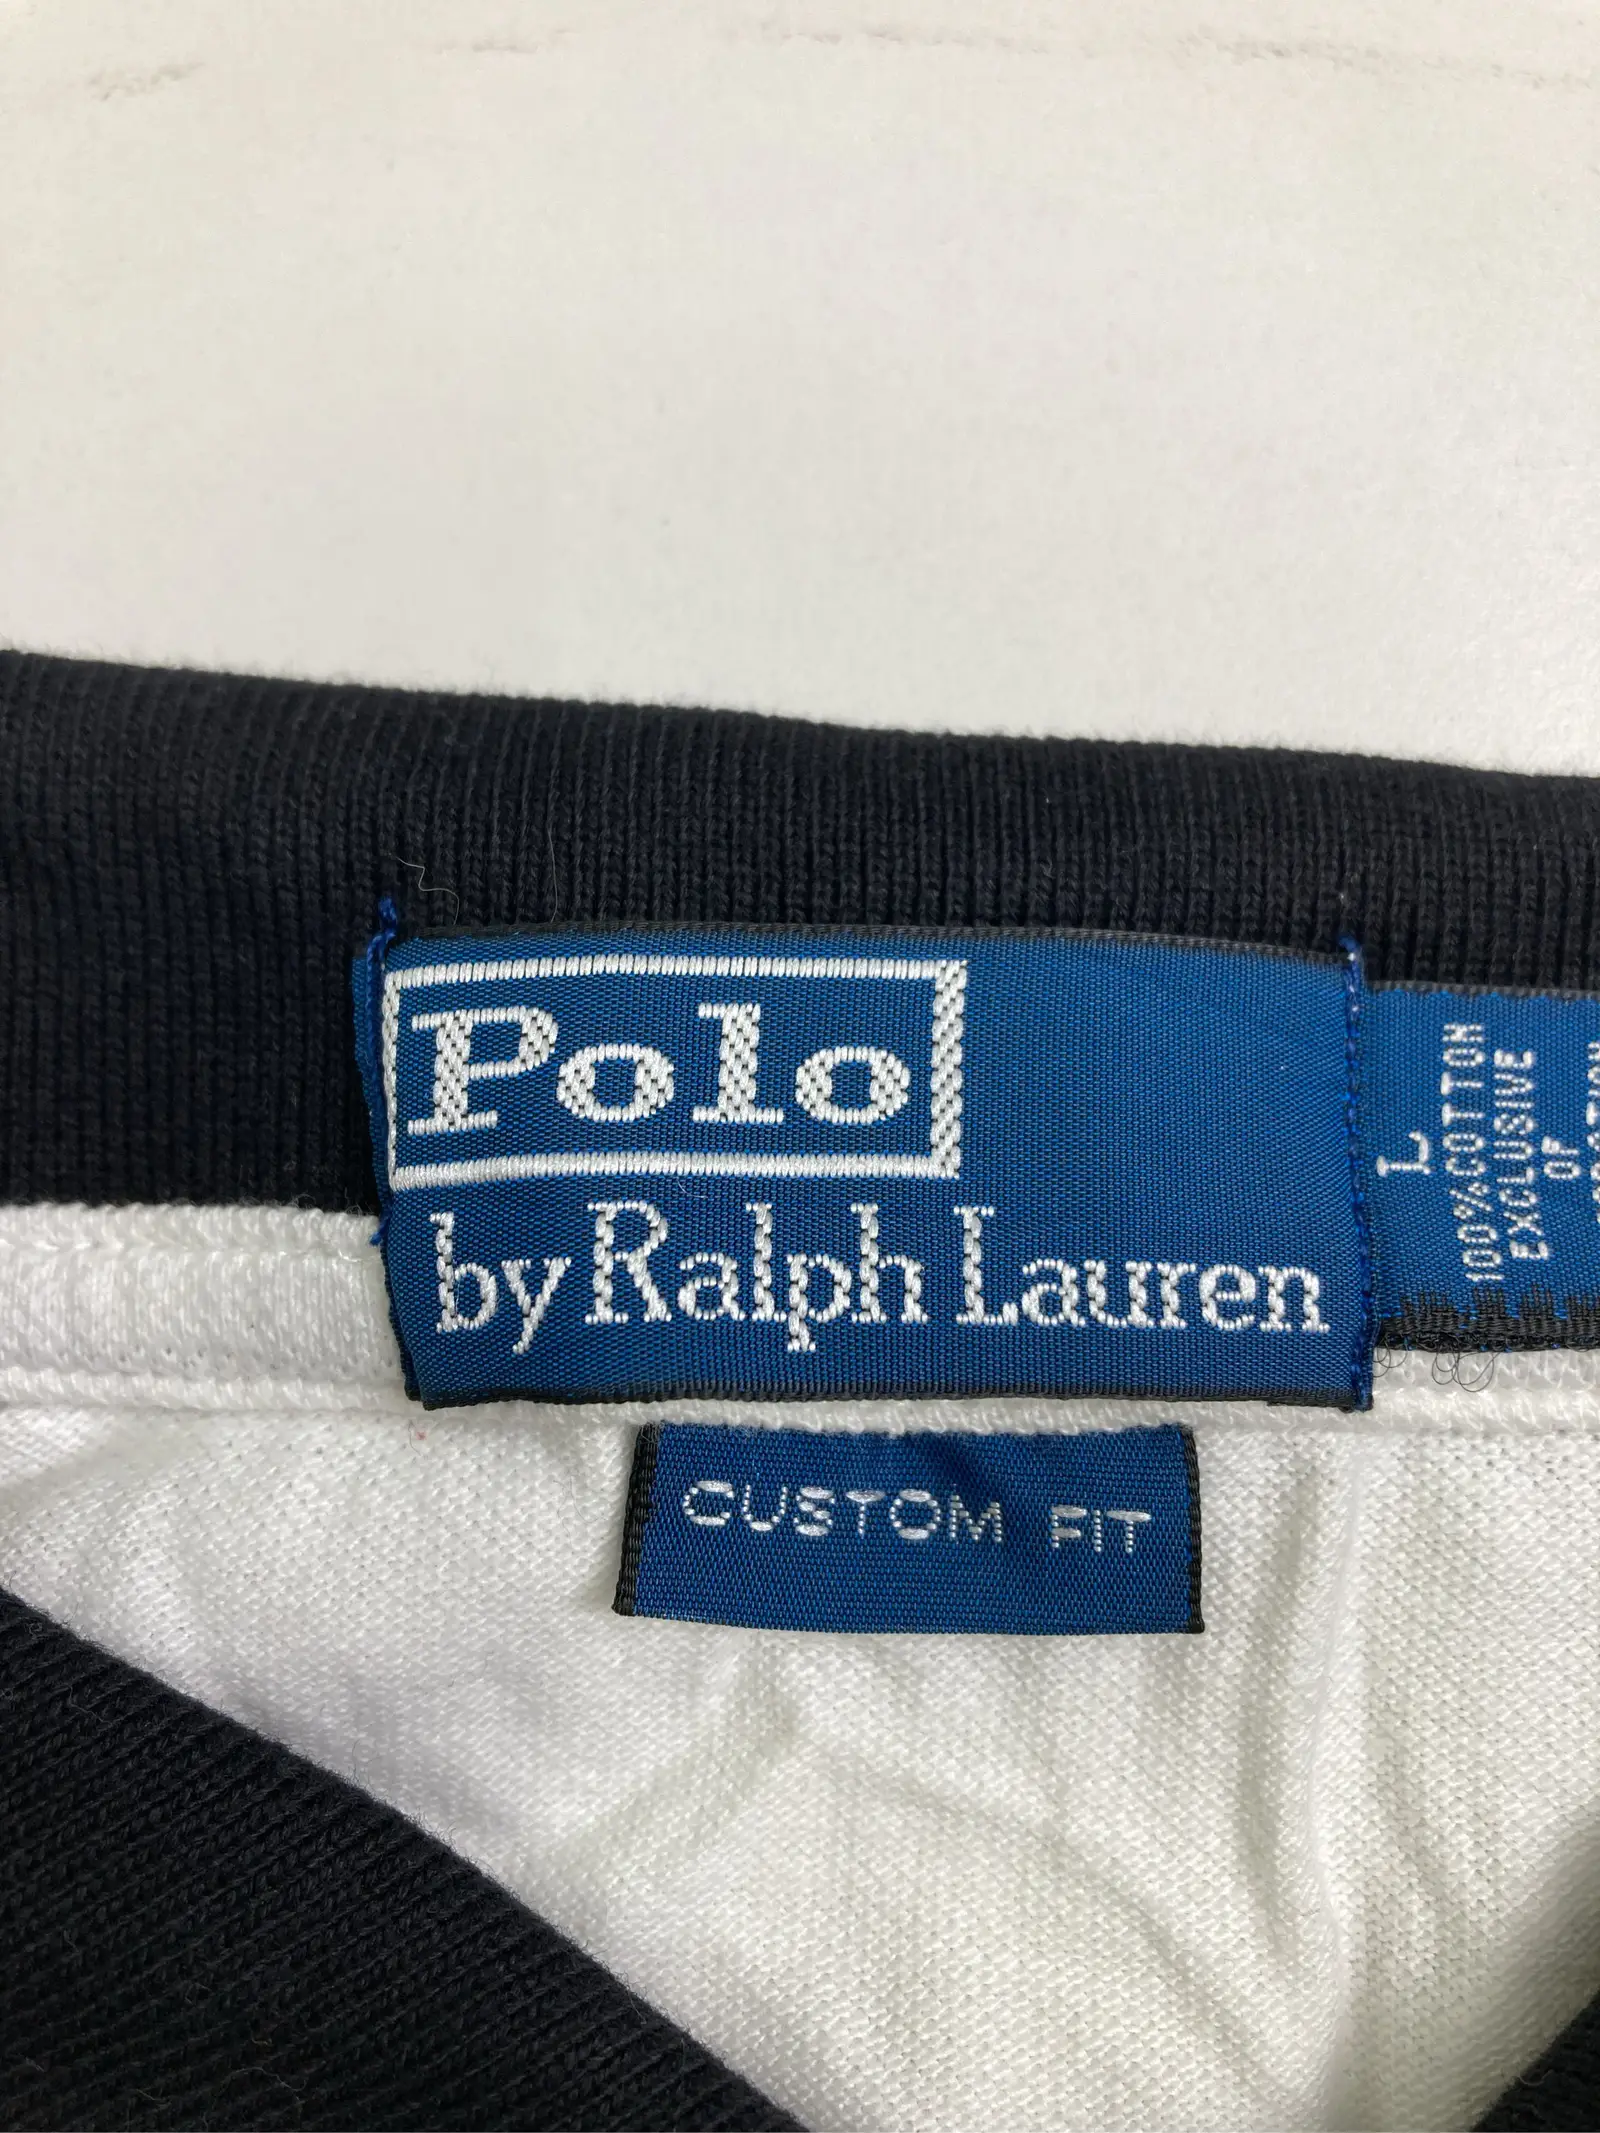 Polo
by Ralph Lauren
L
100% COTTON
EXCLUSIVE
OF
CUSTOM FIT